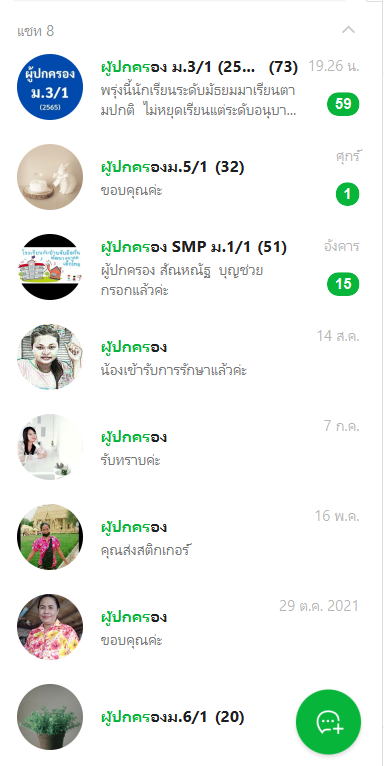 แชท 8
ผู้ปกครอง ม.3/1 (25... (73) 19.26 น.
พรุ่งนี้นักเรียนระดับมัธยมมาเรียนตา
มปกติ ไม่หยุดเรียนแต่ระดับอนุบา...
59
ผู้ปกครอง
ม.3/1
(2565)
ผู้ปกครองม.5/1 (32) ศุกร์
ขอบคุณค่ะ
1
ผู้ปกครอง SMP ม.1/1 (51) อังคาร
ผู้ปกครอง สัณหณัฐ บุญช่วย
กรอกแล้วค่ะ
15
ผู้ปกครอง 14 ส.ค.
น้องเข้ารับการรักษาแล้วค่ะ
ผู้ปกครอง 7 ก.ค.
รับทราบค่ะ
ผู้ปกครอง 16 พ.ค.
คุณส่งสติกเกอร์
ผู้ปกครอง 29 ต.ค. 2021
ขอบคุณค่ะ
ผู้ปกครองม.6/1 (20)